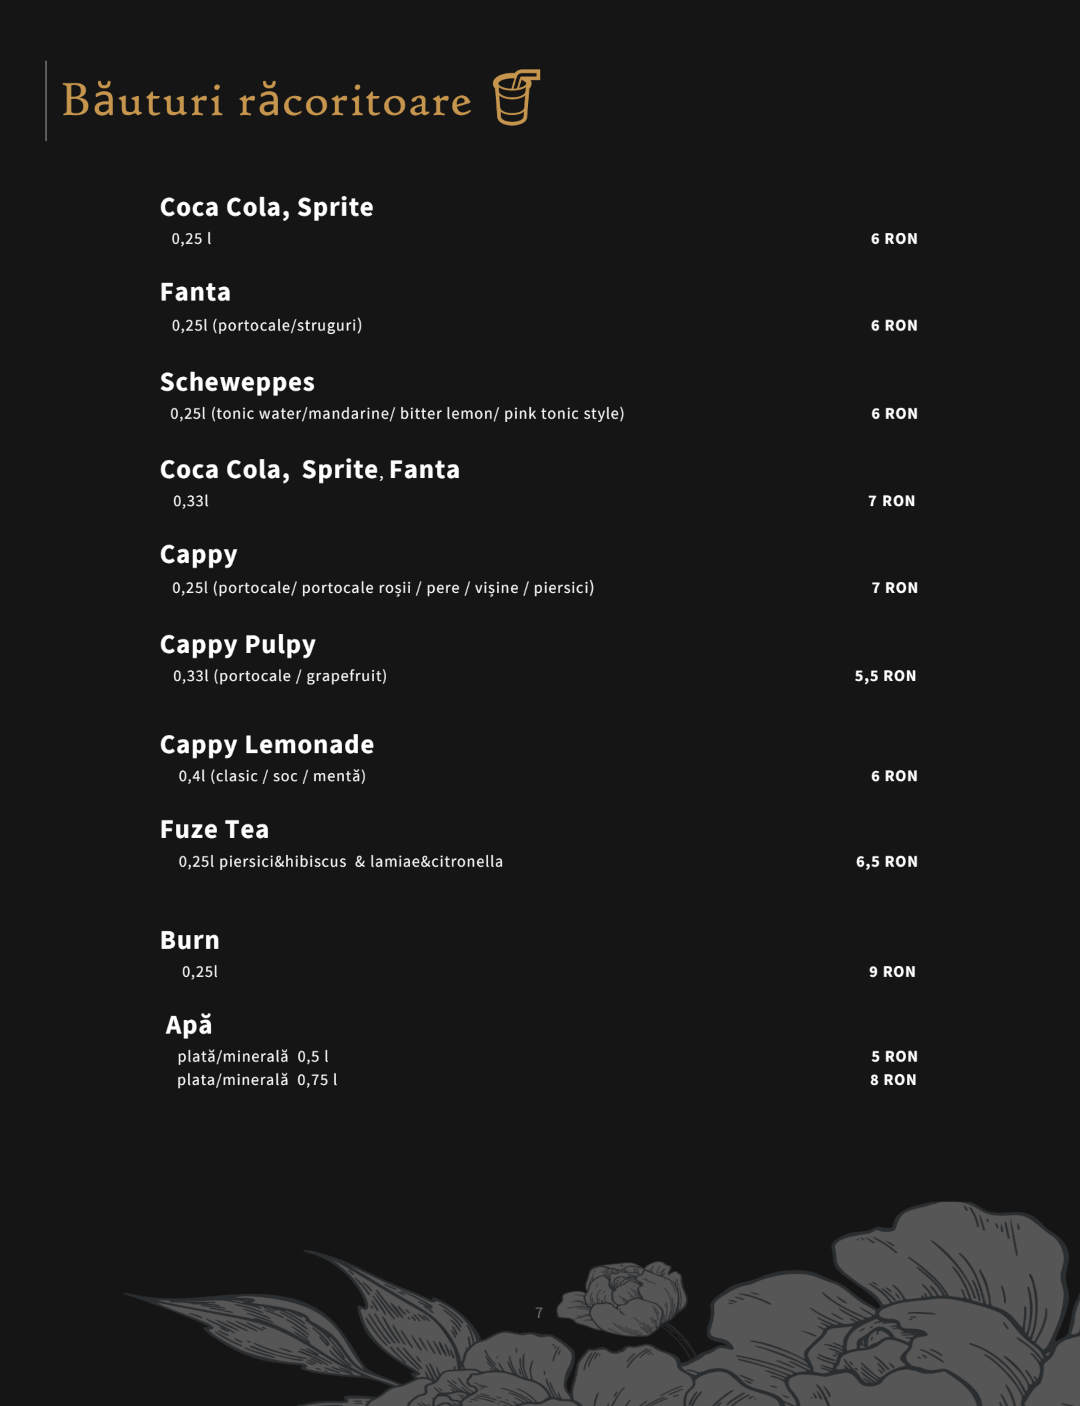 Băuturi răcoritoare
Coca Cola, Sprite
0,25 l 6 RON
Fanta
0,25l (portocale/struguri) 6 RON
Scheweppes
0,25l (tonic water/mandarine/ bitter lemon/ pink tonic style) 6 RON
Coca Cola, Sprite, Fanta
0,33l 7 RON
Cappy
0,25l (portocale/ portocale roșii / pere / vișine / piersici) 7 RON
Cappy Pulpy
0,33l (portocale / grapefruit) 5,5 RON
Cappy Lemonade
0,4l (clasic / soc / mentă) 6 RON
Fuze Tea
0,25l piersici&hibiscus & lamiae&citronella 6,5 RON
Burn
0,25l 9 RON
Apă
plată/minerală 0,5 l 5 RON
plata/minerală 0,75 l 8 RON
7